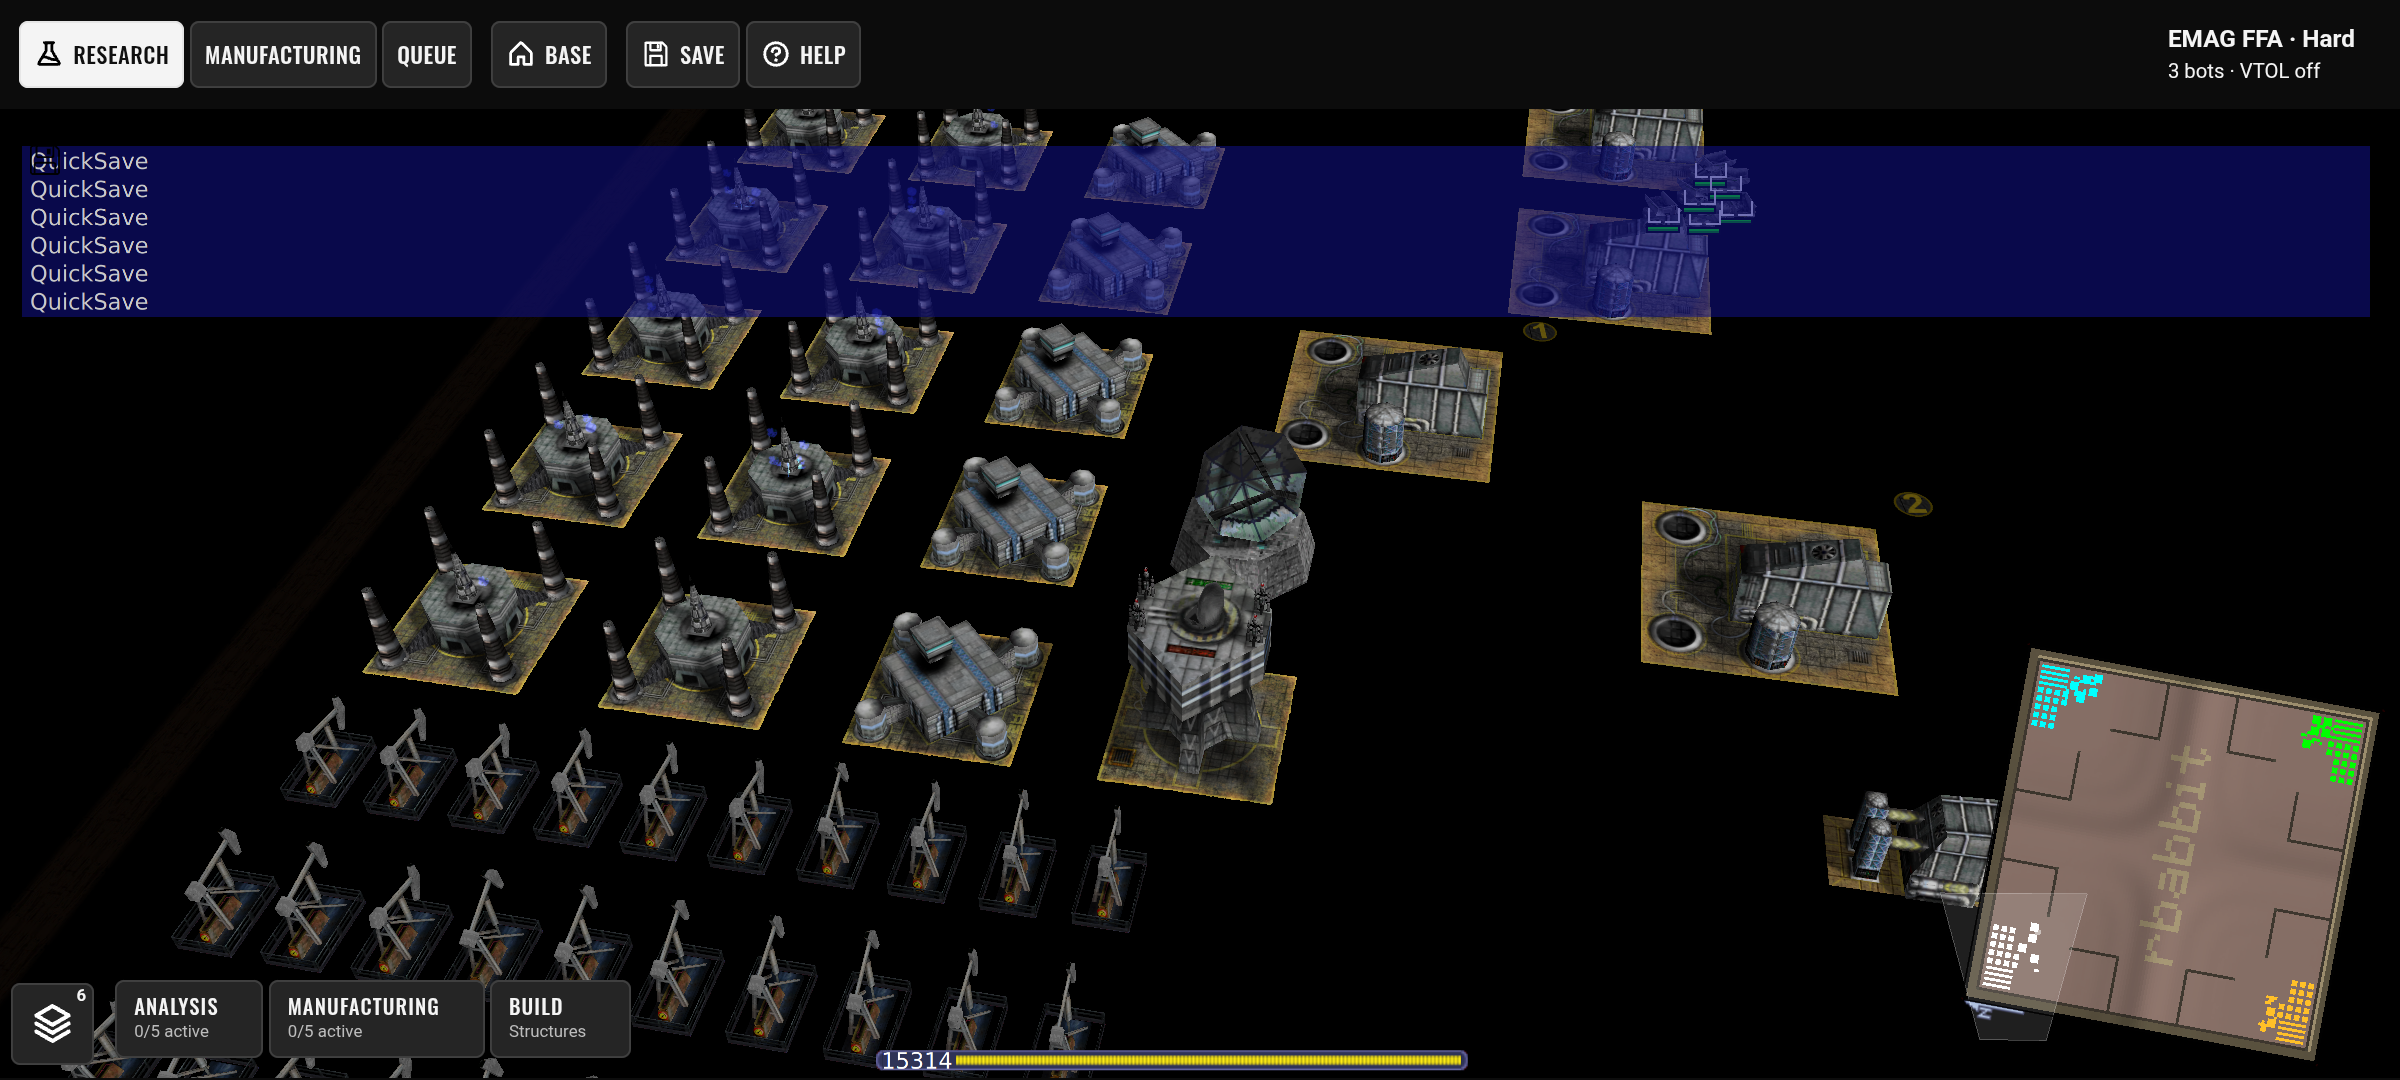 RESEARCH
MANUFACTURING
QUEUE
BASE
SAVE
HELP
EMAG FFA · Hard
3 bots · VTOL off
QuickSave
QuickSave
QuickSave
QuickSave
QuickSave
QuickSave
1
2
rbabbit
N
6
ANALYSIS
0/5 active
MANUFACTURING
0/5 active
BUILD
Structures
15314